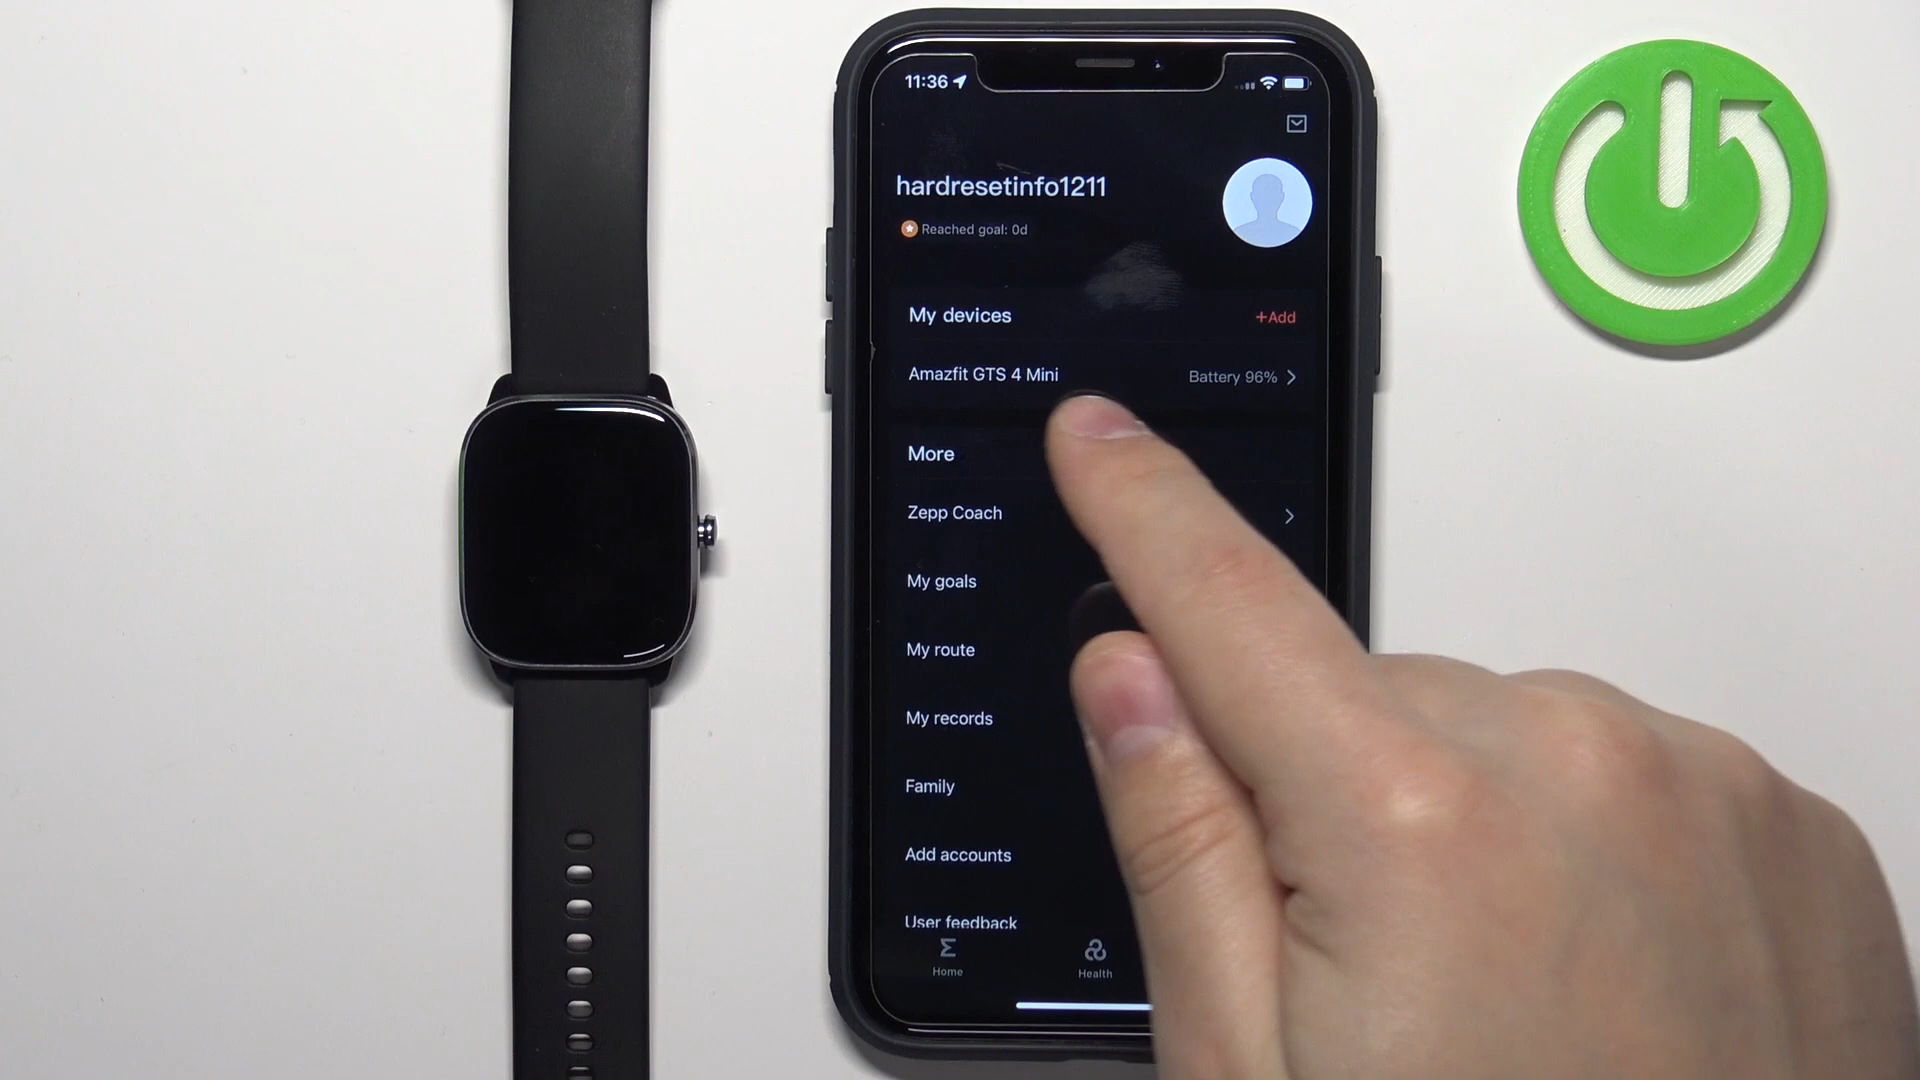 11:36
hardresetinfo1211
Reached goal: 0d
My devices
+Add
Amazfit GTS 4 Mini
Battery 96%
More
Zepp Coach
My goals
My route
My records
Family
Add accounts
User feedback
Home
Health